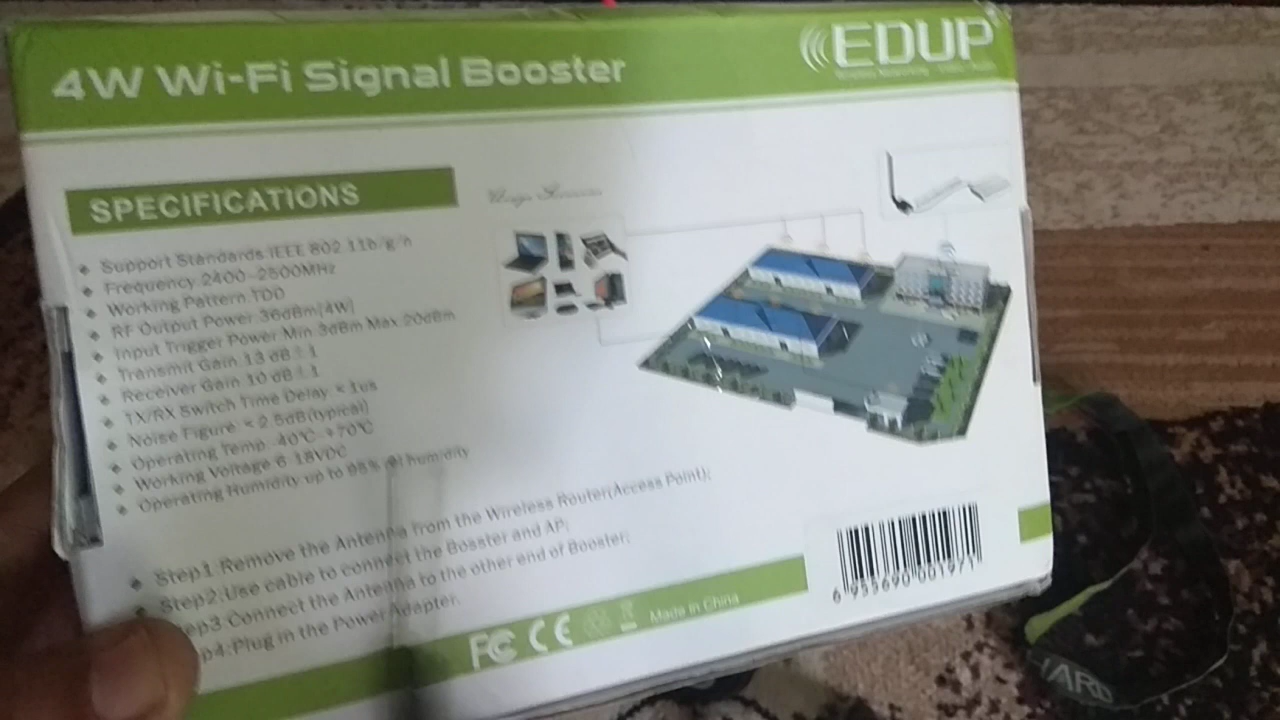 4W Wi-Fi Signal Booster
EDUP
SPECIFICATIONS
Support Standards:IEEE 802.11b/g/n
Frequency:2400-2500MHz
Working Pattern:TDD
RF Output Power:36dBm(4W)
Input Trigger Power Min:3dBm Max:20dBm
Transmit Gain:13 dB±1
Receiver Gain:10 dB±1
TX/RX Switch Time Delay: < 1us
Noise Figure: < 2.5dB(typical)
Operating Temp:-40℃-+70℃
Working Voltage:6-18VDC
Operating Humidity up to 95% humidity
Step1:Remove the Antenna from the Wireless Router(Access Point);
Step2:Use cable to connect the Bosster and AP;
ep3:Connect the Antenna to the other end of Booster;
p4:Plug in the Power Adapter.
FC CE Made in China
6 955690 001971